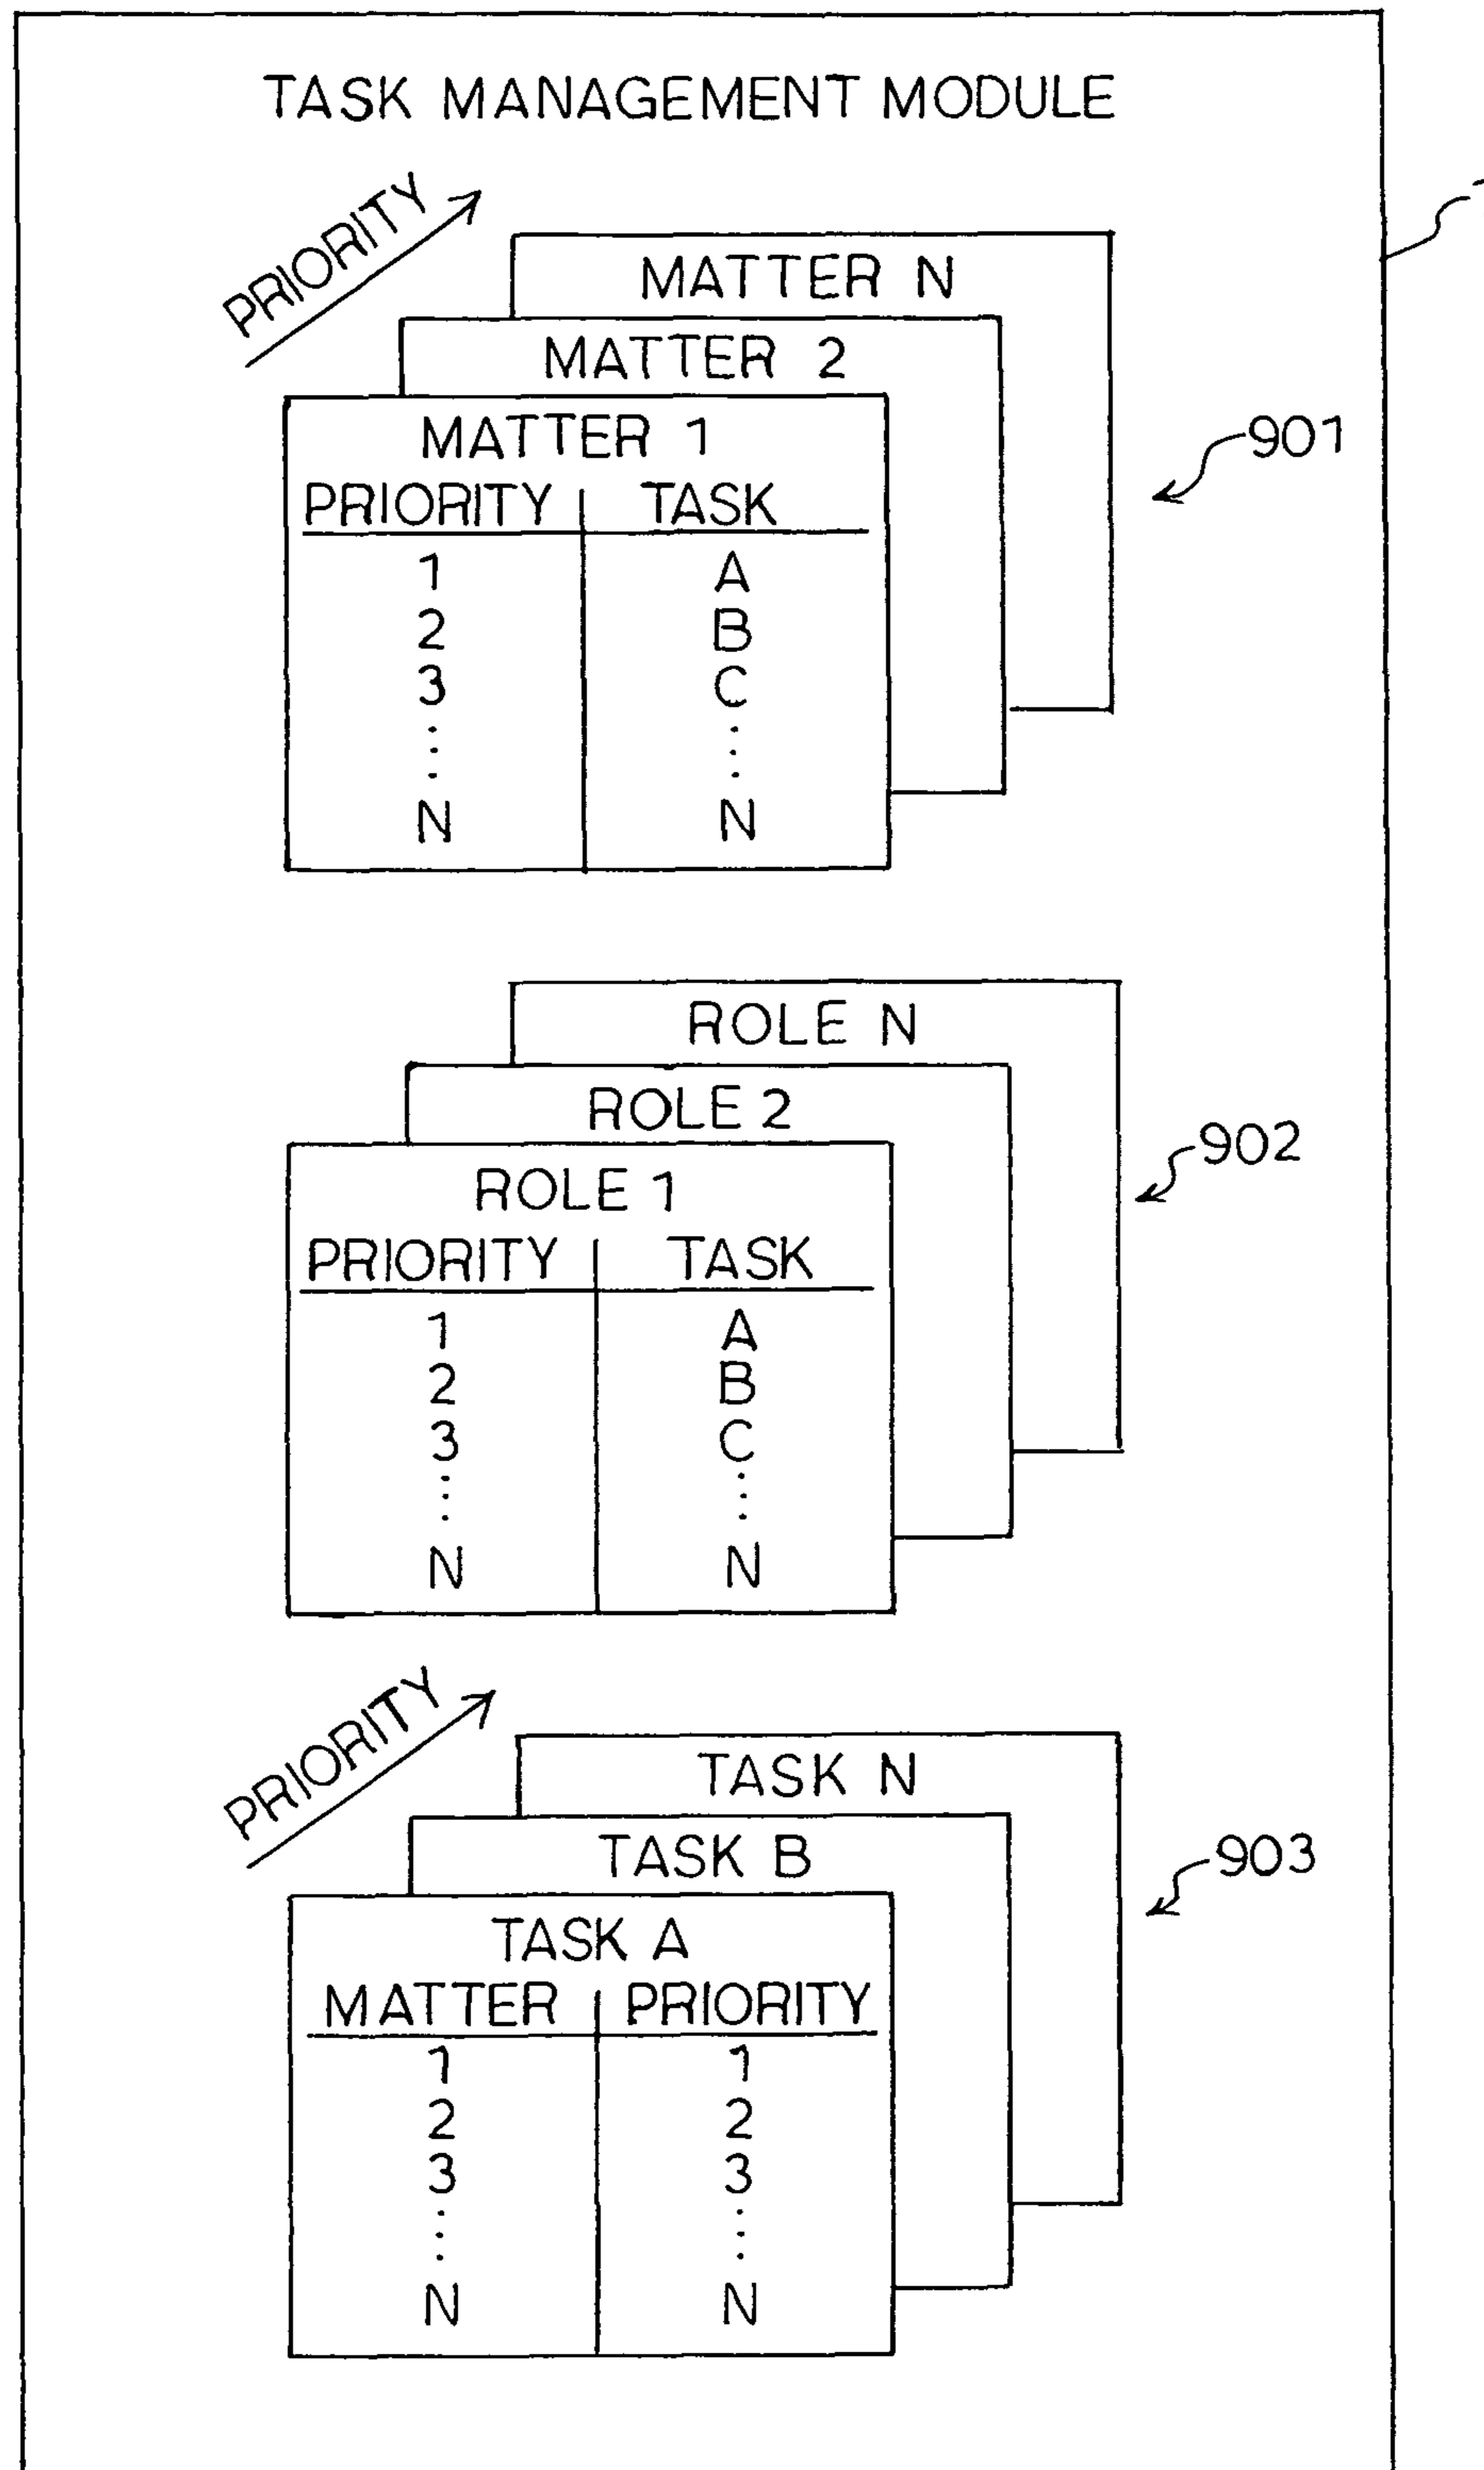 TASK MANAGEMENT MODULE
PRIORITY
MATTER N
MATTER 2
MATTER 1
901
PRIORITY TASK
1 A
2 B
3 C
N N
ROLE N
ROLE 2
902
ROLE 1
PRIORITY TASK
1 A
2 B
3 C
N N
PRIORITY
TASK N
TASK B
903
TASK A
MATTER PRIORITY
1 1
2 2
3 3
N N